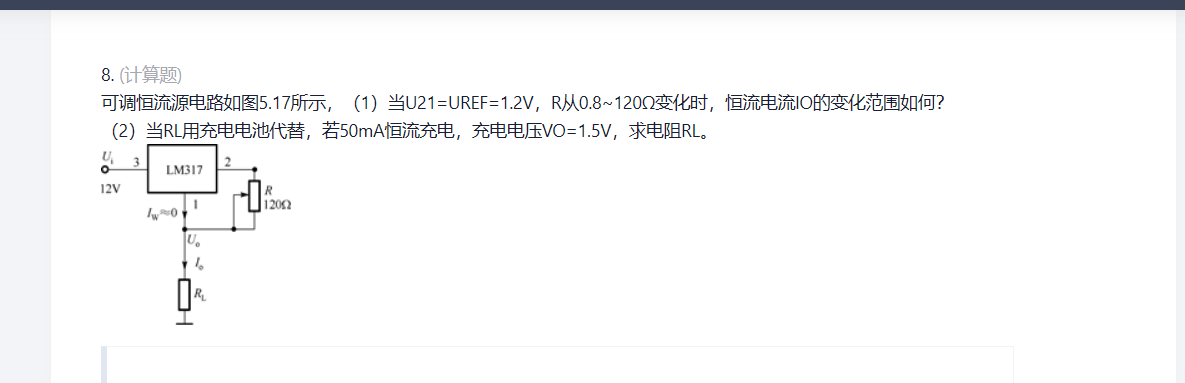 8. (计算题)
可调恒流源电路如图5.17所示，（1）当U21=UREF=1.2V，R从0.8~120Ω变化时，恒流电流IO的变化范围如何?
（2）当RL用充电电池代替，若50mA恒流充电，充电电压VO=1.5V，求电阻RL。
Ui 3 LM317 2
12V
R
120Ω
1
Iw≈0
Uo
Io
RL